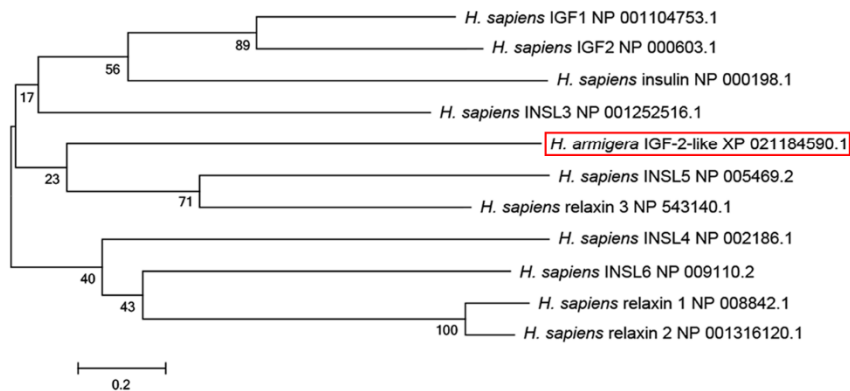 H. sapiens IGF1 NP 001104753.1
89
H. sapiens IGF2 NP 000603.1
56
H. sapiens insulin NP 000198.1
17
H. sapiens INSL3 NP 001252516.1
H. armigera IGF-2-like XP 021184590.1
23
H. sapiens INSL5 NP 005469.2
71
H. sapiens relaxin 3 NP 543140.1
H. sapiens INSL4 NP 002186.1
40
H. sapiens INSL6 NP 009110.2
43
H. sapiens relaxin 1 NP 008842.1
100
H. sapiens relaxin 2 NP 001316120.1
0.2